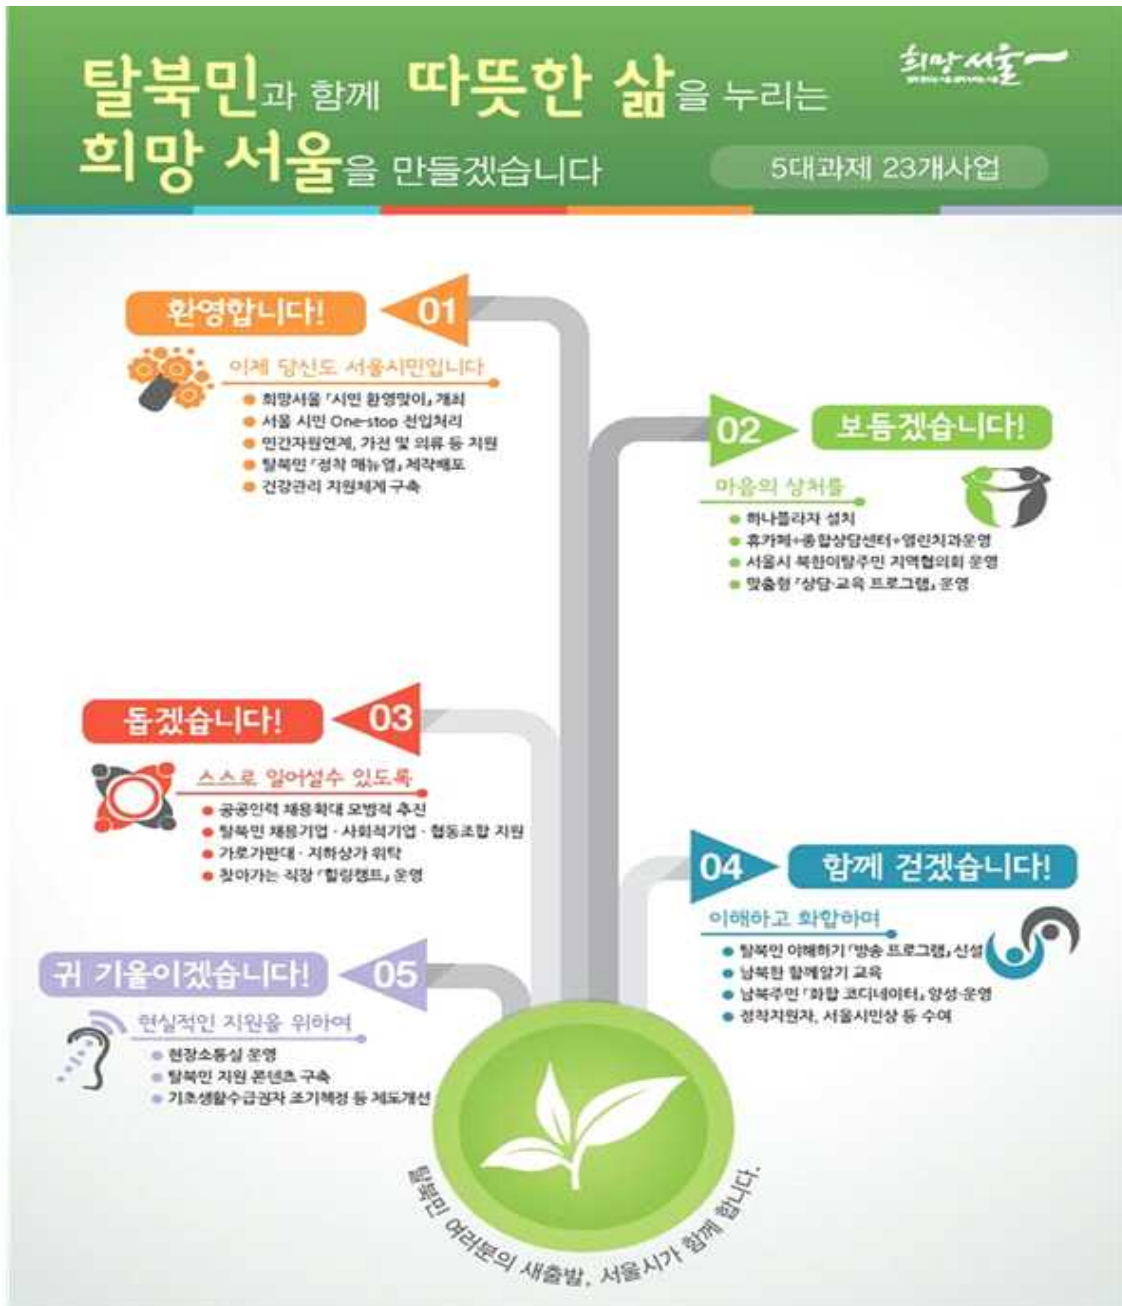 탈북민과 함께 따뜻한 삶을 누리는
희망 서울을 만들겠습니다
희망서울
5대과제 23개사업
환영합니다!
01
이제 당신도 서울시민입니다
희망서울 「시민 환영맞이」 개최
서울 시민 One-stop 전입처리
민간자원연계, 가전 및 의류 등 지원
탈북민 「정착 매뉴얼」 제작배포
건강관리 지원체계 구축
02
보듬겠습니다!
마음의 상처를
하나플라자 설치
휴카페+종합상담센터+열린치과운영
서울시 북한이탈주민 지역협의회 운영
맞춤형 「상담·교육 프로그램」 운영
돕겠습니다!
03
스스로 일어설수 있도록
공공인력 채용확대 모범적 추진
탈북민 채용기업 · 사회적기업 · 협동조합 지원
가로가판대 · 지하상가 위탁
찾아가는 직장 「힐링캠프」 운영
04
함께 걷겠습니다!
이해하고 화합하며
탈북민 이해하기 「방송 프로그램」 신설
남북한 함께알기 교육
남북주민 「화합 코디네이터」 양성·운영
정착지원자, 서울시민상 등 수여
귀 기울이겠습니다!
05
현실적인 지원을 위하여
현장소통실 운영
탈북민 지원 콘텐츠 구축
기초생활수급권자 조기책정 등 제도개선
탈북민 여러분의 새출발, 서울시가 함께 합니다.